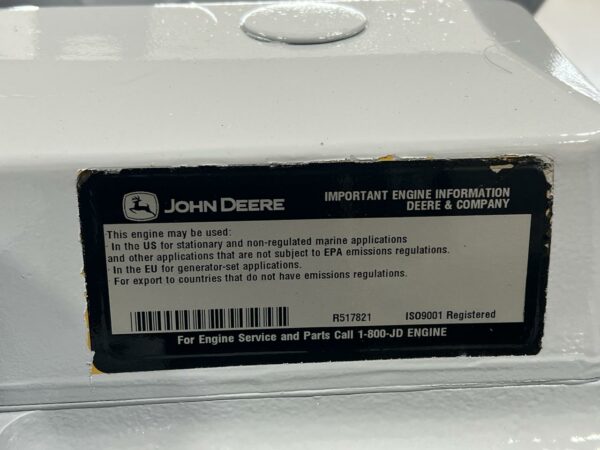 JOHN DEERE
IMPORTANT ENGINE INFORMATION
DEERE & COMPANY
This engine may be used:
· In the US for stationary and non-regulated marine applications
and other applications that are not subject to EPA emissions regulations.
· In the EU for generator-set applications.
For export to countries that do not have emissions regulations.
R517821 ISO9001 Registered
For Engine Service and Parts Call 1-800-JD ENGINE